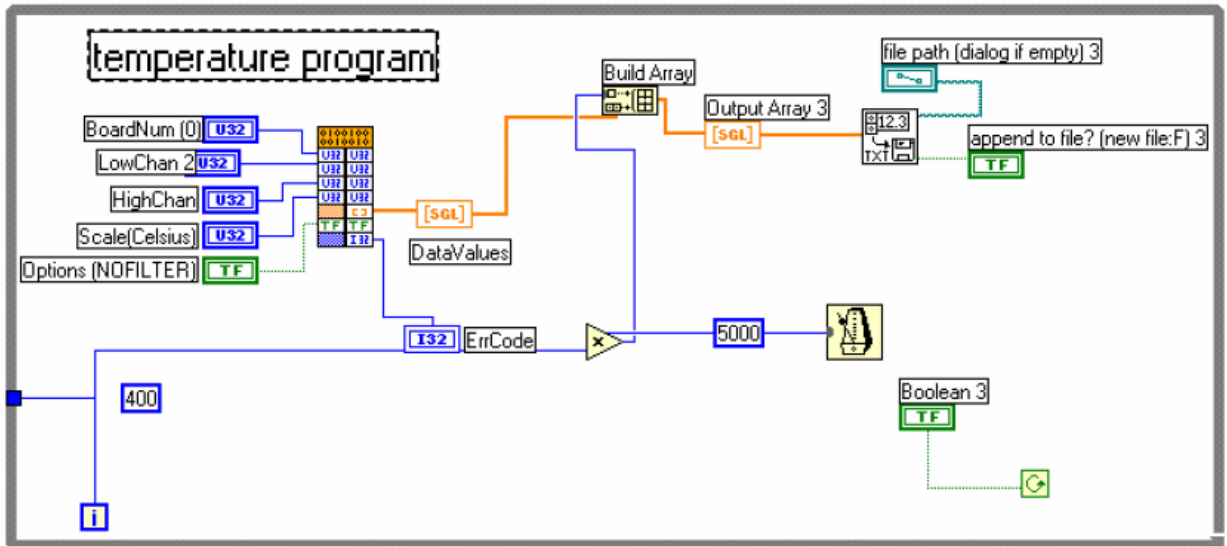 temperature program
file path (dialog if empty) 3
Build Array
Output Array 3
12.3
TXT
append to file? (new file:F) 3
TF
BoardNum (0) U32
LowChan 2 U32
HighChan U32
Scale(Celsius) U32
Options (NOFILTER) TF
0100100
0010010
U32 U32
U32 U32
U32 U32
U32 U32
TF TF
I32
[SGL]
DataValues
[SGL]
I32 ErrCode
x
5000
400
Boolean 3
TF
i